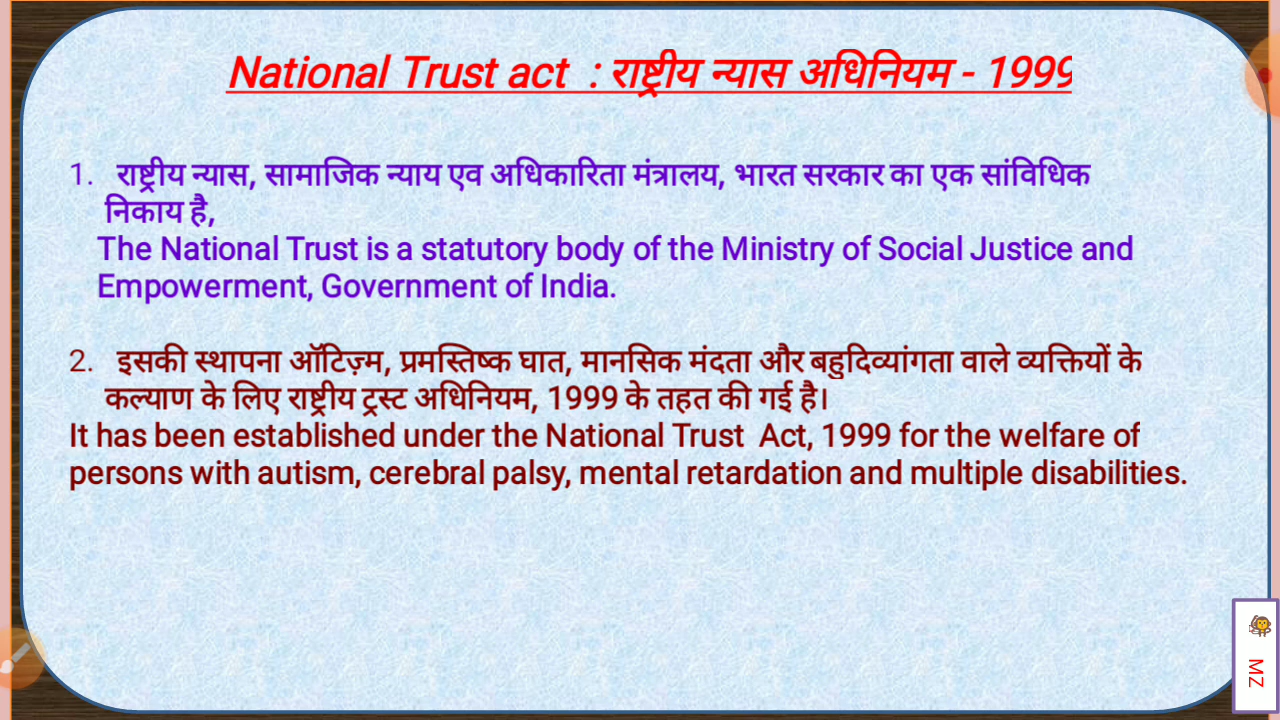 National Trust act : राष्ट्रीय न्यास अधिनियम - 1999
1. राष्ट्रीय न्यास, सामाजिक न्याय एव अधिकारिता मंत्रालय, भारत सरकार का एक सांविधिक
निकाय है,
The National Trust is a statutory body of the Ministry of Social Justice and
Empowerment, Government of India.
2. इसकी स्थापना ऑटिज़्म, प्रमस्तिष्क घात, मानसिक मंदता और बहुदिव्यांगता वाले व्यक्तियों के
कल्याण के लिए राष्ट्रीय ट्रस्ट अधिनियम, 1999 के तहत की गई है।
It has been established under the National Trust Act, 1999 for the welfare of
persons with autism, cerebral palsy, mental retardation and multiple disabilities.
MZ